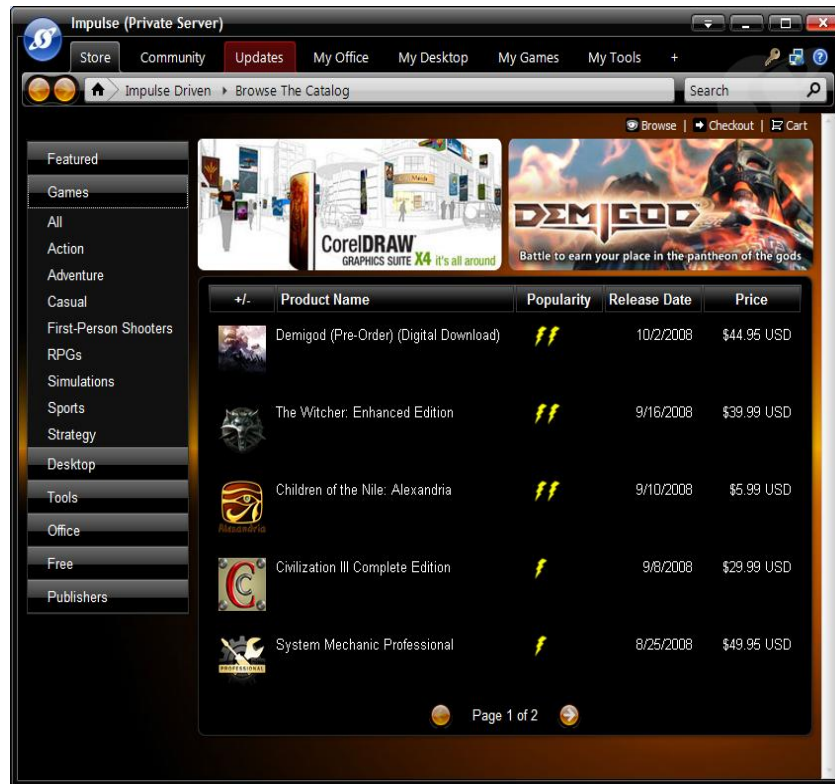 Impulse (Private Server)
Store Community Updates My Office My Desktop My Games My Tools +
Impulse Driven Browse The Catalog Search
Browse | Checkout | Cart
Featured
Games
All
Action
Adventure
Casual
First-Person Shooters
RPGs
Simulations
Sports
Strategy
Desktop
Tools
Office
Free
Publishers
CorelDRAW
GRAPHICS SUITE X4 it's all around
DEMIGOD
Battle to earn your place in the pantheon of the gods
+/- Product Name Popularity Release Date Price
Demigod (Pre-Order) (Digital Download) 10/2/2008 $44.95 USD
The Witcher: Enhanced Edition 9/16/2008 $39.99 USD
Children of the Nile: Alexandria 9/10/2008 $5.99 USD
Alexandria
Civilization III Complete Edition 9/8/2008 $29.99 USD
System Mechanic Professional 8/25/2008 $49.95 USD
PROFESSIONAL
Page 1 of 2